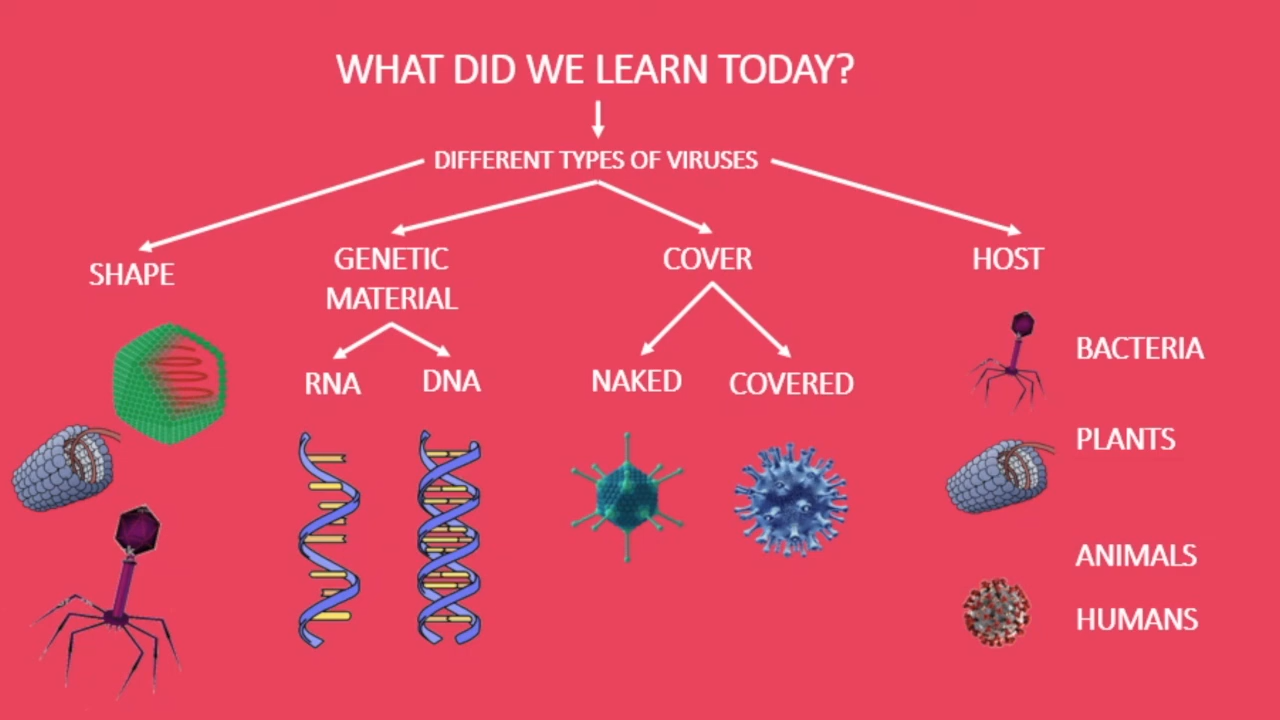 WHAT DID WE LEARN TODAY?
DIFFERENT TYPES OF VIRUSES
SHAPE
GENETIC
MATERIAL
RNA
DNA
COVER
NAKED
COVERED
HOST
BACTERIA
PLANTS
ANIMALS
HUMANS